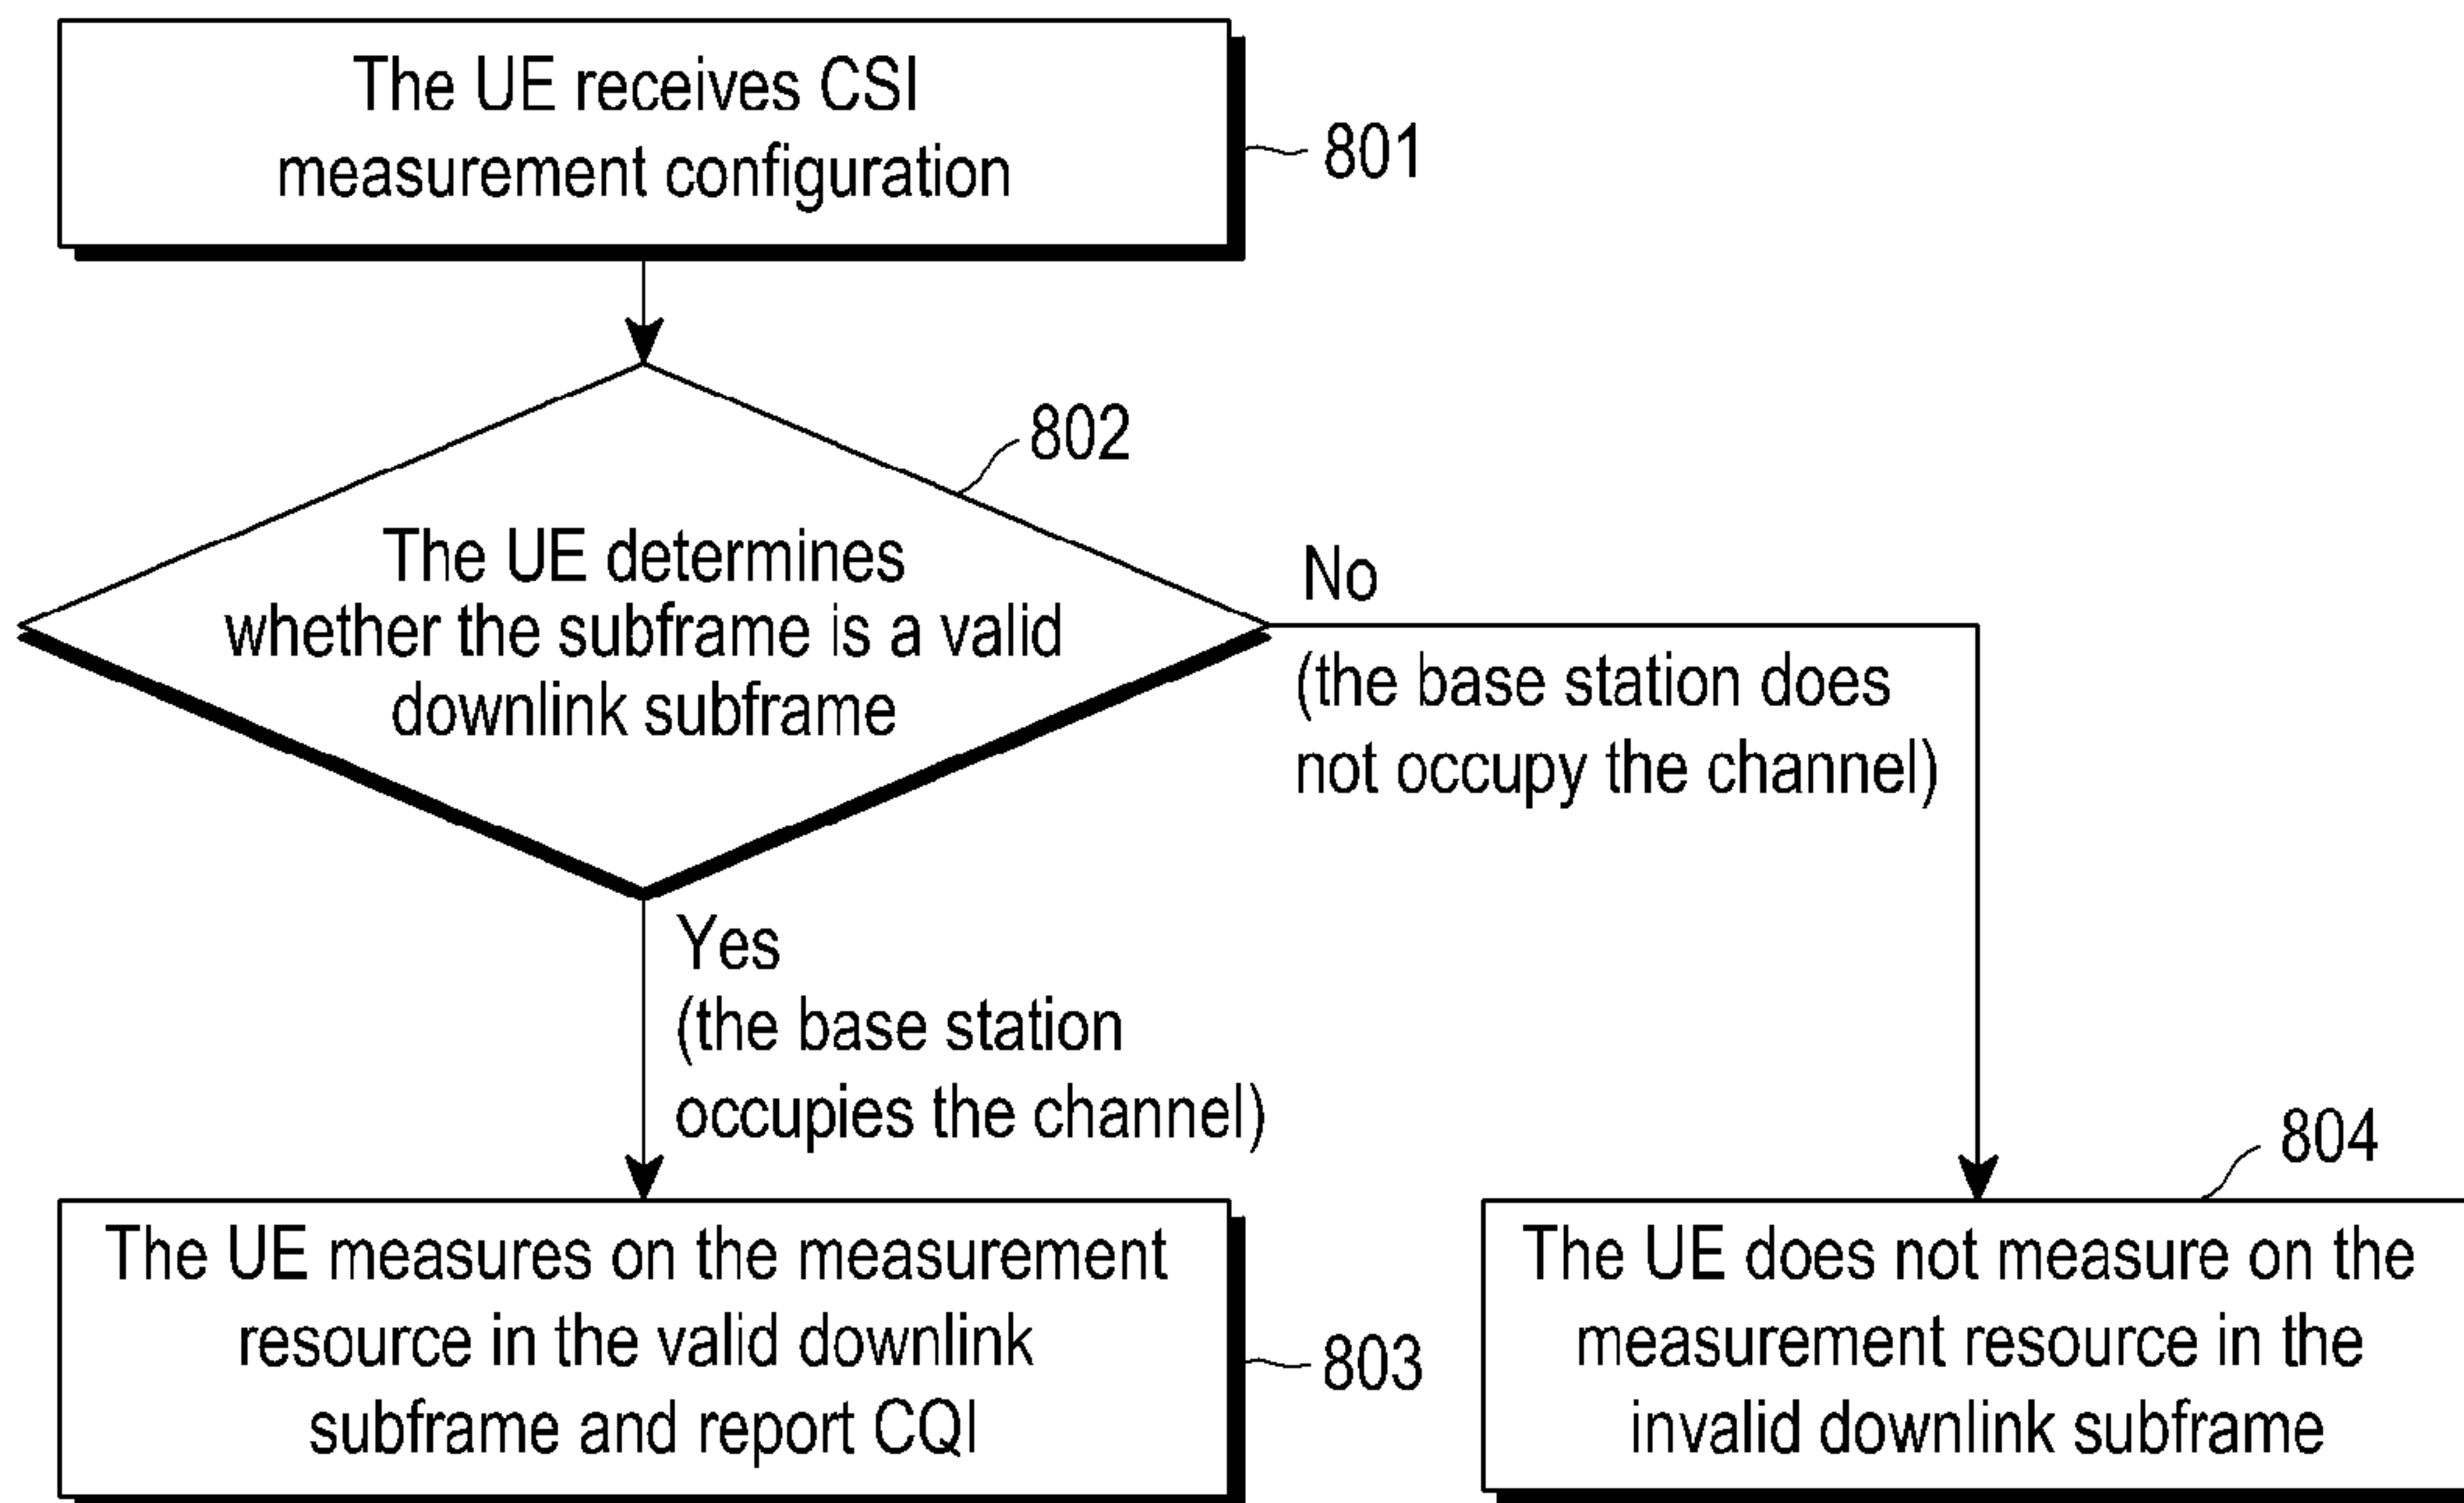 The UE receives CSI
measurement configuration
801
802
The UE determines
whether the subframe is a valid
downlink subframe
No
(the base station does
not occupy the channel)
Yes
(the base station
occupies the channel)
The UE measures on the measurement
resource in the valid downlink
subframe and report CQI
803
804
The UE does not measure on the
measurement resource in the
invalid downlink subframe